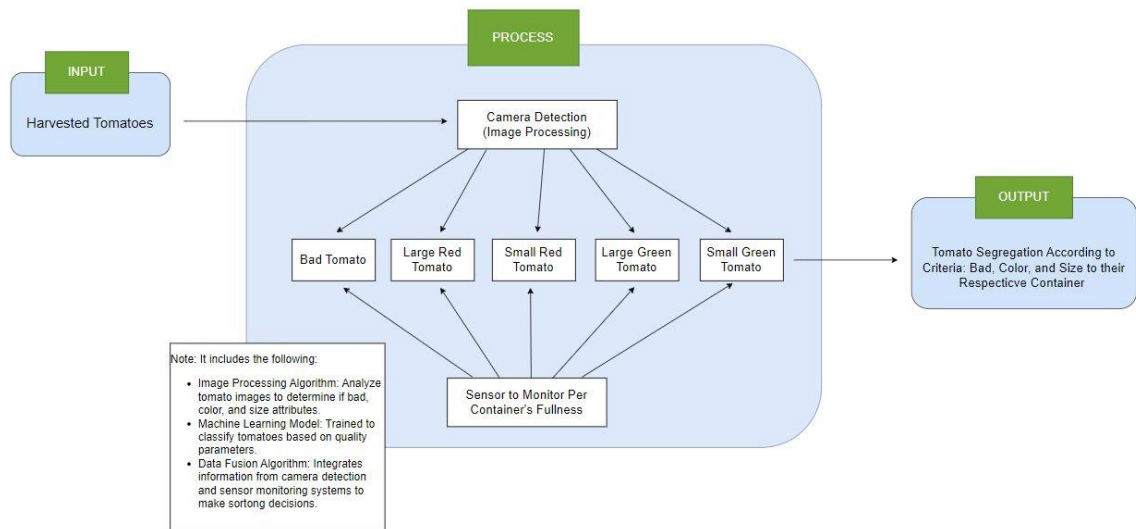 PROCESS
INPUT
Harvested Tomatoes
Camera Detection
(Image Processing)
OUTPUT
Bad Tomato
Large Red
Tomato
Small Red
Tomato
Large Green
Tomato
Small Green
Tomato
Tomato Segregation According to
Criteria: Bad, Color, and Size to their
Respecticve Container
Note: It includes the following:
• Image Processing Algorithm: Analyze
tomato images to determine if bad,
color, and size attributes.
• Machine Learning Model: Trained to
classify tomatoes based on quality
parameters.
• Data Fusion Algorithm: Integrates
information from camera detection
and sensor monitoring systems to
make sortong decisions.
Sensor to Monitor Per
Container's Fullness